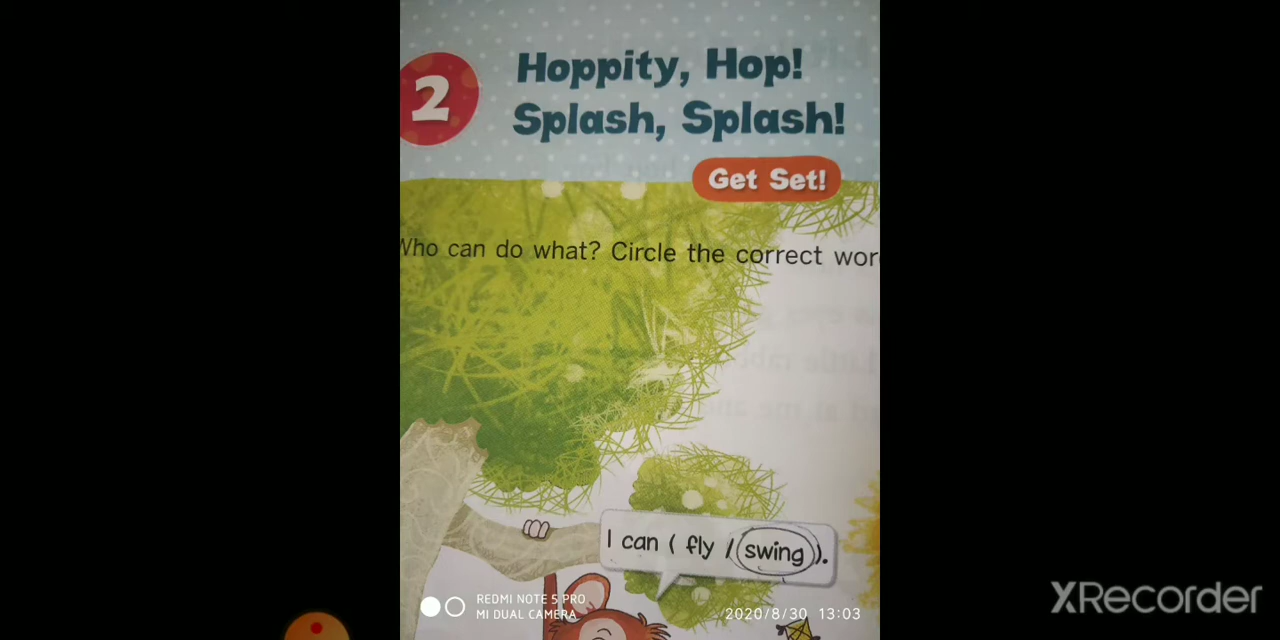 2
Hoppity, Hop!
Splash, Splash!
Get Set!
Who can do what? Circle the correct wor
I can ( fly / swing ).
REDMI NOTE 5 PRO
MI DUAL CAMERA
2020/8/30 13:03
XRecorder